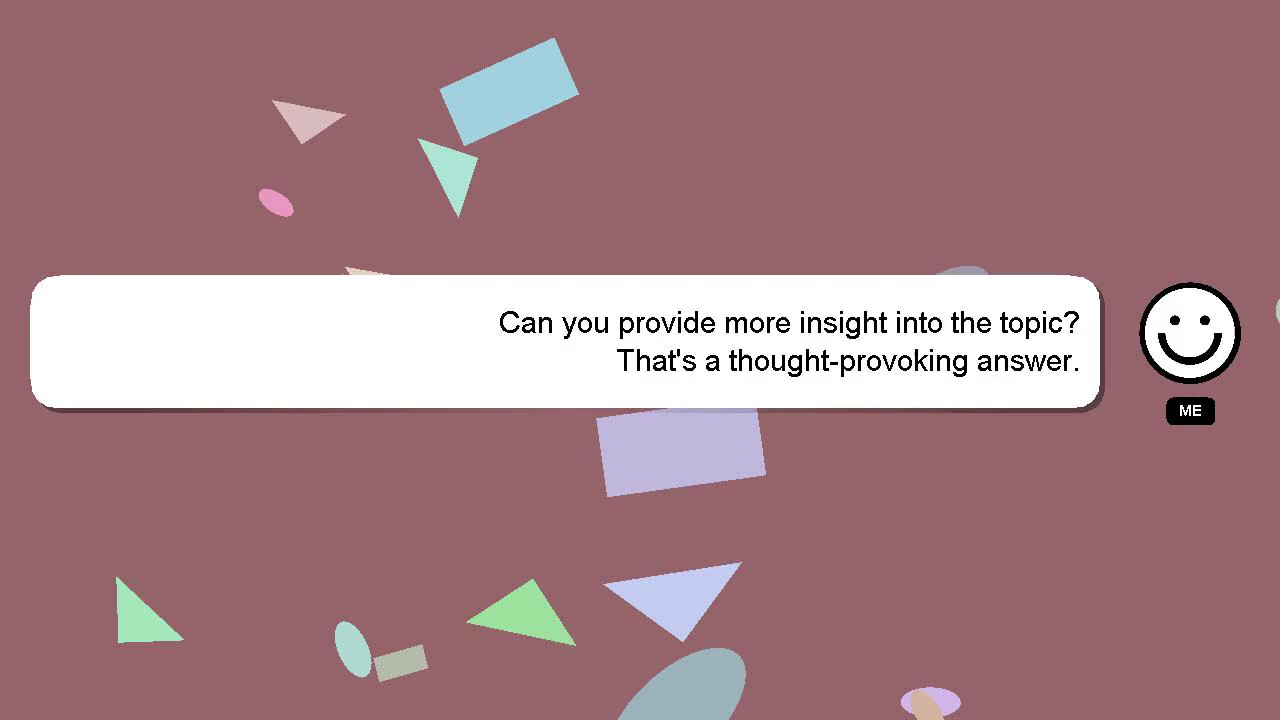 Can you provide more insight into the topic?
That's a thought-provoking answer.
ME